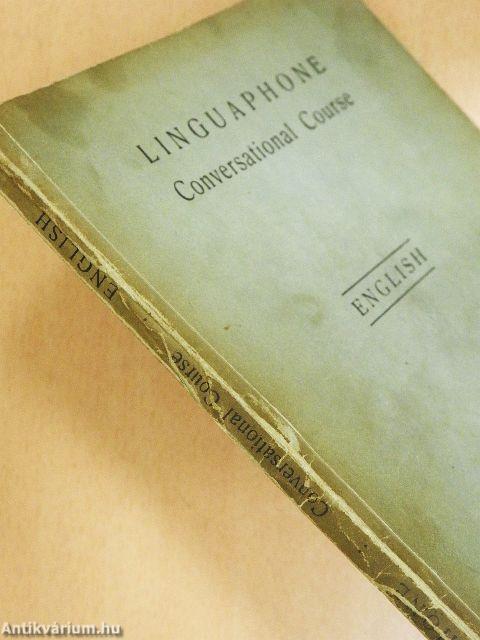 LINGUAPHONE
Conversational Course
ENGLISH
ENGLISH
Conversational Course
Antikvárium.hu